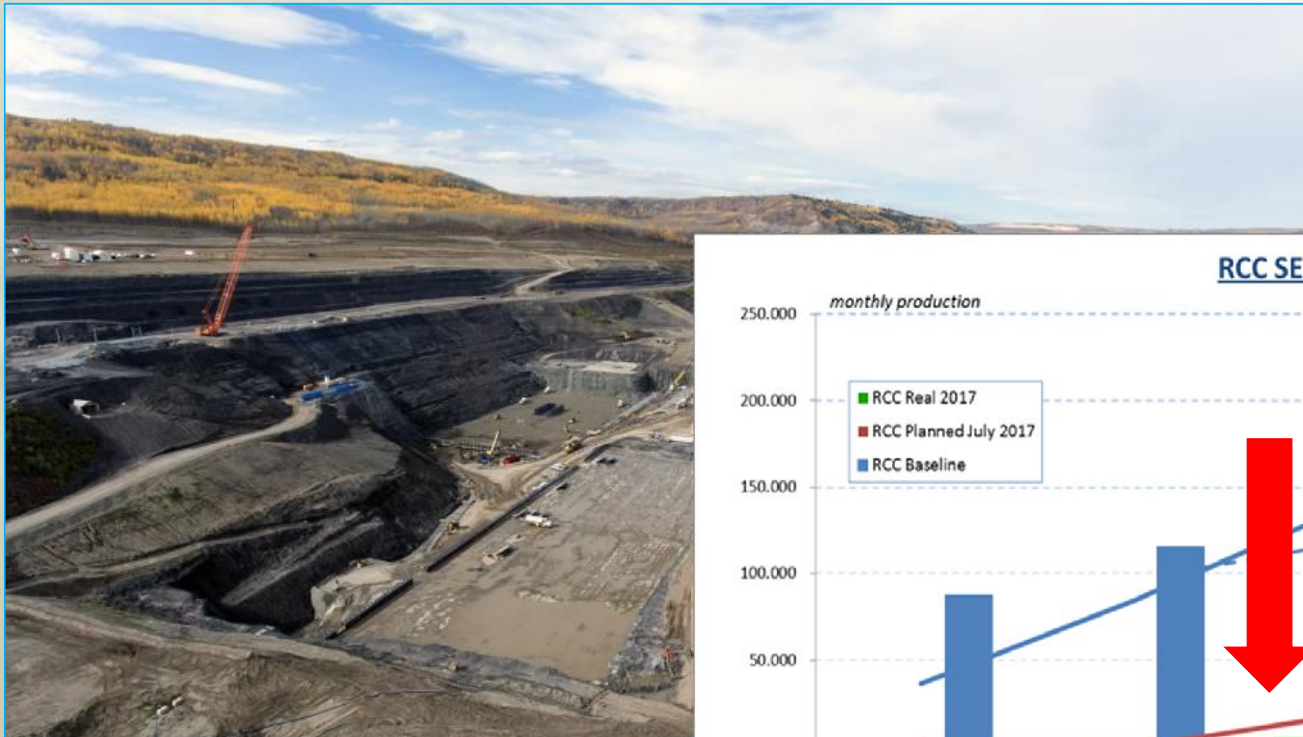 RCC SE
monthly production
250.000
200.000
RCC Real 2017
RCC Planned July 2017
RCC Baseline
150.000
100.000
50.000